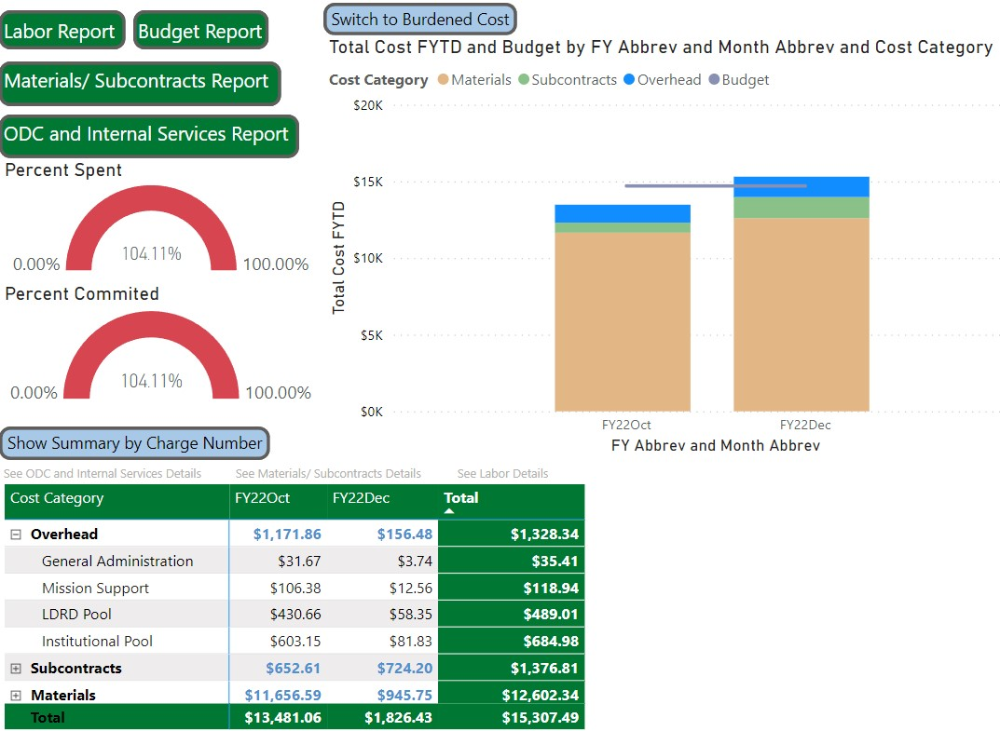 Labor Report
Budget Report
Materials/ Subcontracts Report
ODC and Internal Services Report
Percent Spent
104.11%
0.00%
100.00%
Percent Commited
104.11%
0.00%
100.00%
Switch to Burdened Cost
Total Cost FYTD and Budget by FY Abbrev and Month Abbrev and Cost Category
Cost Category Materials Subcontracts Overhead Budget
$20K
$15K
$10K
$5K
$0K
Total Cost FYTD
FY22Oct FY22Dec
FY Abbrev and Month Abbrev
Show Summary by Charge Number
See ODC and Internal Services Details See Materials/ Subcontracts Details See Labor Details
Cost Category FY22Oct FY22Dec Total
Overhead $1,171.86 $156.48 $1,328.34
General Administration $31.67 $3.74 $35.41
Mission Support $106.38 $12.56 $118.94
LDRD Pool $430.66 $58.35 $489.01
Institutional Pool $603.15 $81.83 $684.98
Subcontracts $652.61 $724.20 $1,376.81
Materials $11,656.59 $945.75 $12,602.34
Total $13,481.06 $1,826.43 $15,307.49